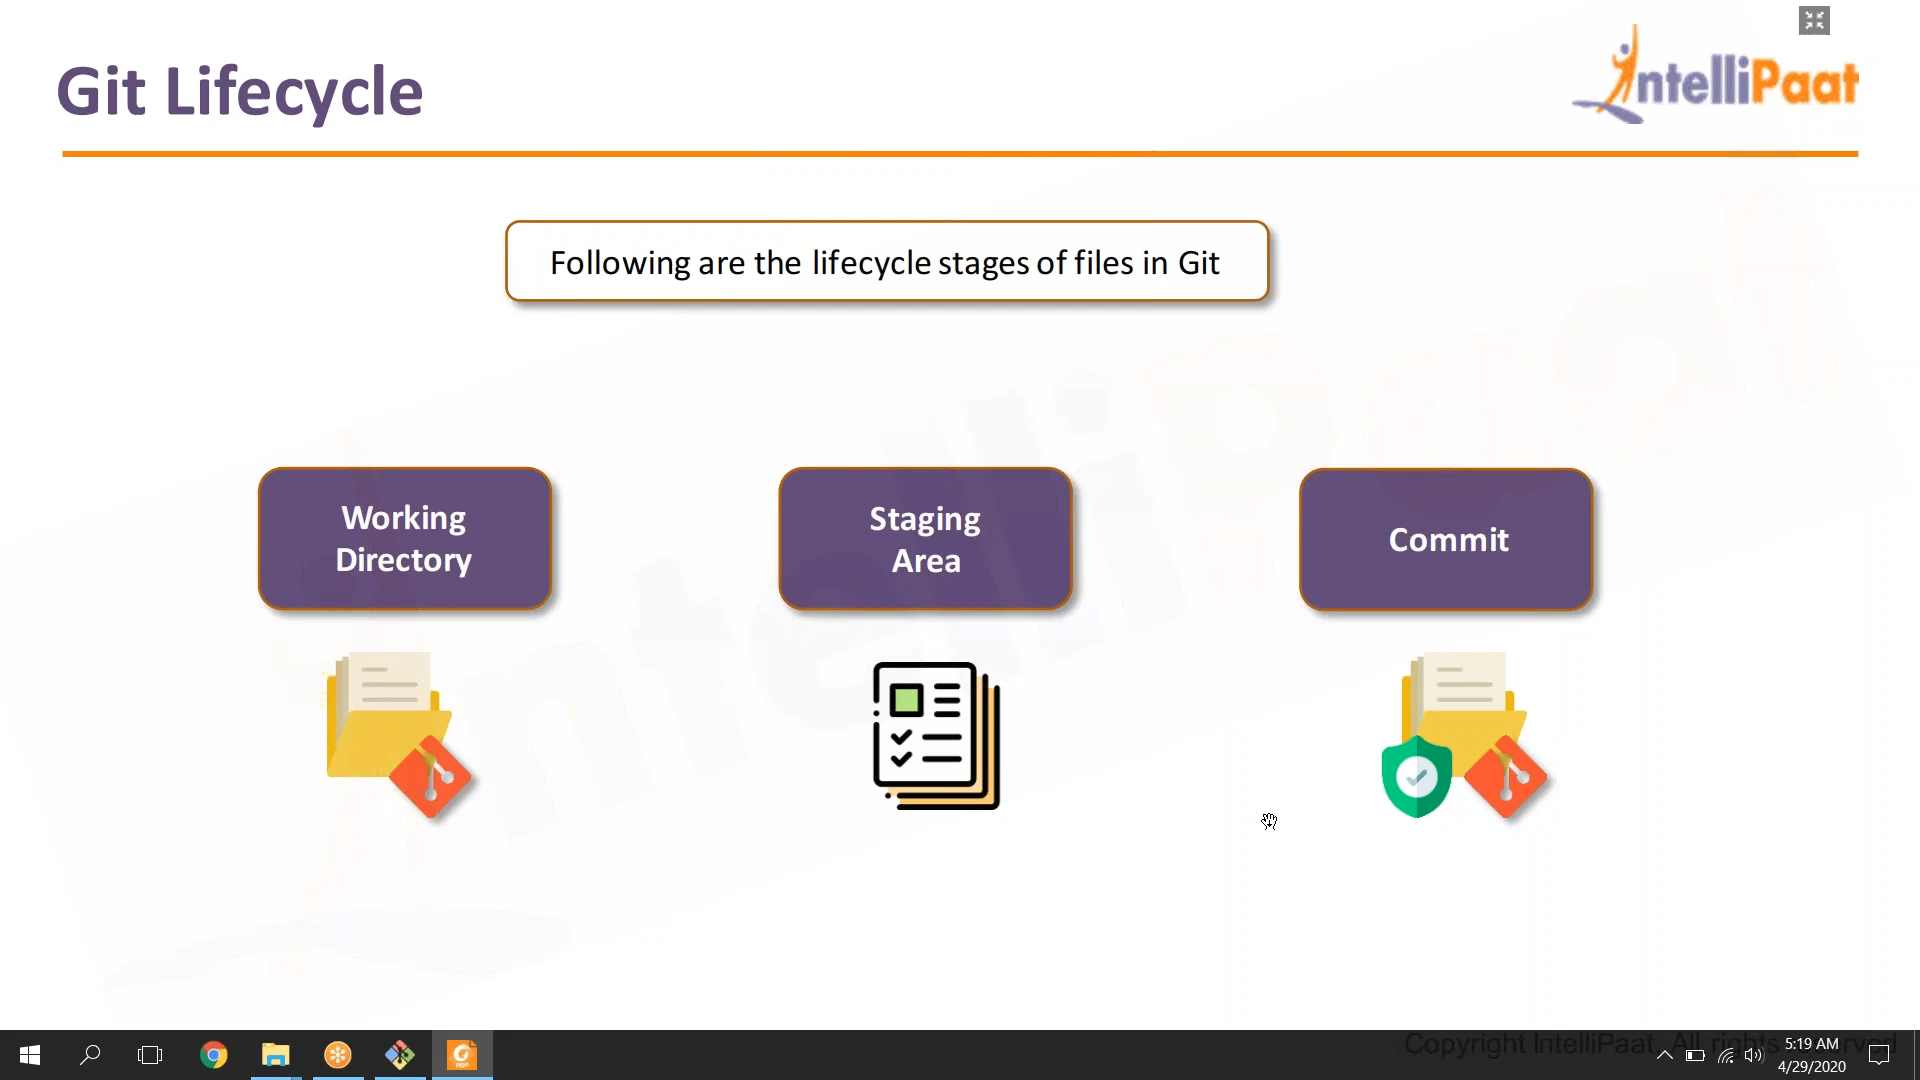 Git Lifecycle
IntelliPaat
Following are the lifecycle stages of files in Git
Working
Directory
Staging
Area
Commit
Copyright IntelliPaat. All rights reserved
5:19 AM
4/29/2020
PDF